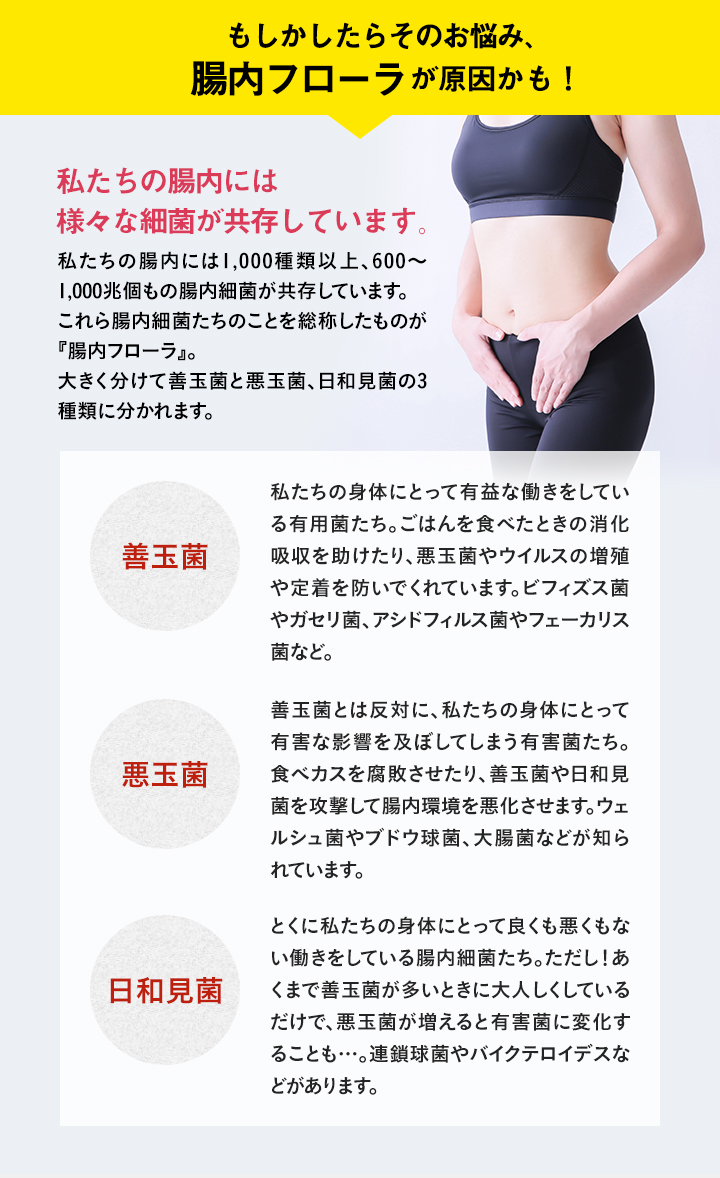 もしかしたらそのお悩み、
腸内フローラが原因かも！
私たちの腸内には
様々な細菌が共存しています。
私たちの腸内には1,000種類以上、600〜
1,000兆個もの腸内細菌が共存しています。
これら腸内細菌たちのことを総称したものが
『腸内フローラ』。
大きく分けて善玉菌と悪玉菌、日和見菌の3
種類に分かれます。
善玉菌
私たちの身体にとって有益な働きをしてい
る有用菌たち。ごはんを食べたときの消化
吸収を助けたり、悪玉菌やウイルスの増殖
や定着を防いでくれています。ビフィズス菌
やガセリ菌、アシドフィルス菌やフェーカリス
菌など。
悪玉菌
善玉菌とは反対に、私たちの身体にとって
有害な影響を及ぼしてしまう有害菌たち。
食べカスを腐敗させたり、善玉菌や日和見
菌を攻撃して腸内環境を悪化させます。ウェ
ルシュ菌やブドウ球菌、大腸菌などが知ら
れています。
日和見菌
とくに私たちの身体にとって良くも悪くもな
い働きをしている腸内細菌たち。ただし！あ
くまで善玉菌が多いときに大人しくしている
だけで、悪玉菌が増えると有害菌に変化す
ることも…。連鎖球菌やバイクテロイデスな
どがあります。